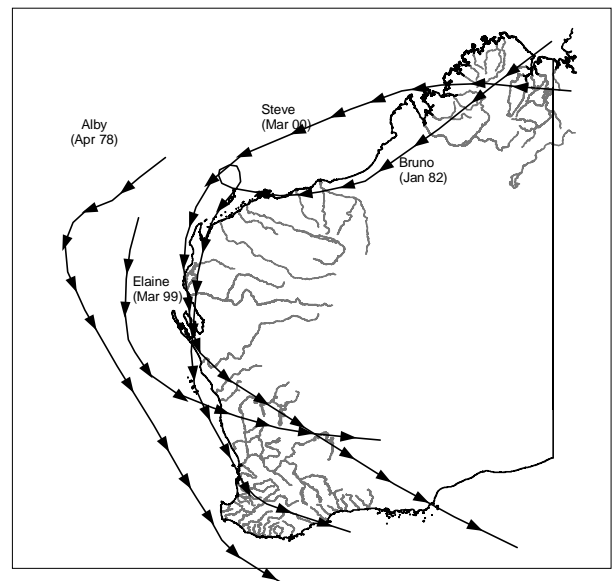 Alby
(Apr 78)
Steve
(Mar 00)
Bruno
(Jan 82)
Elaine
(Mar 99)